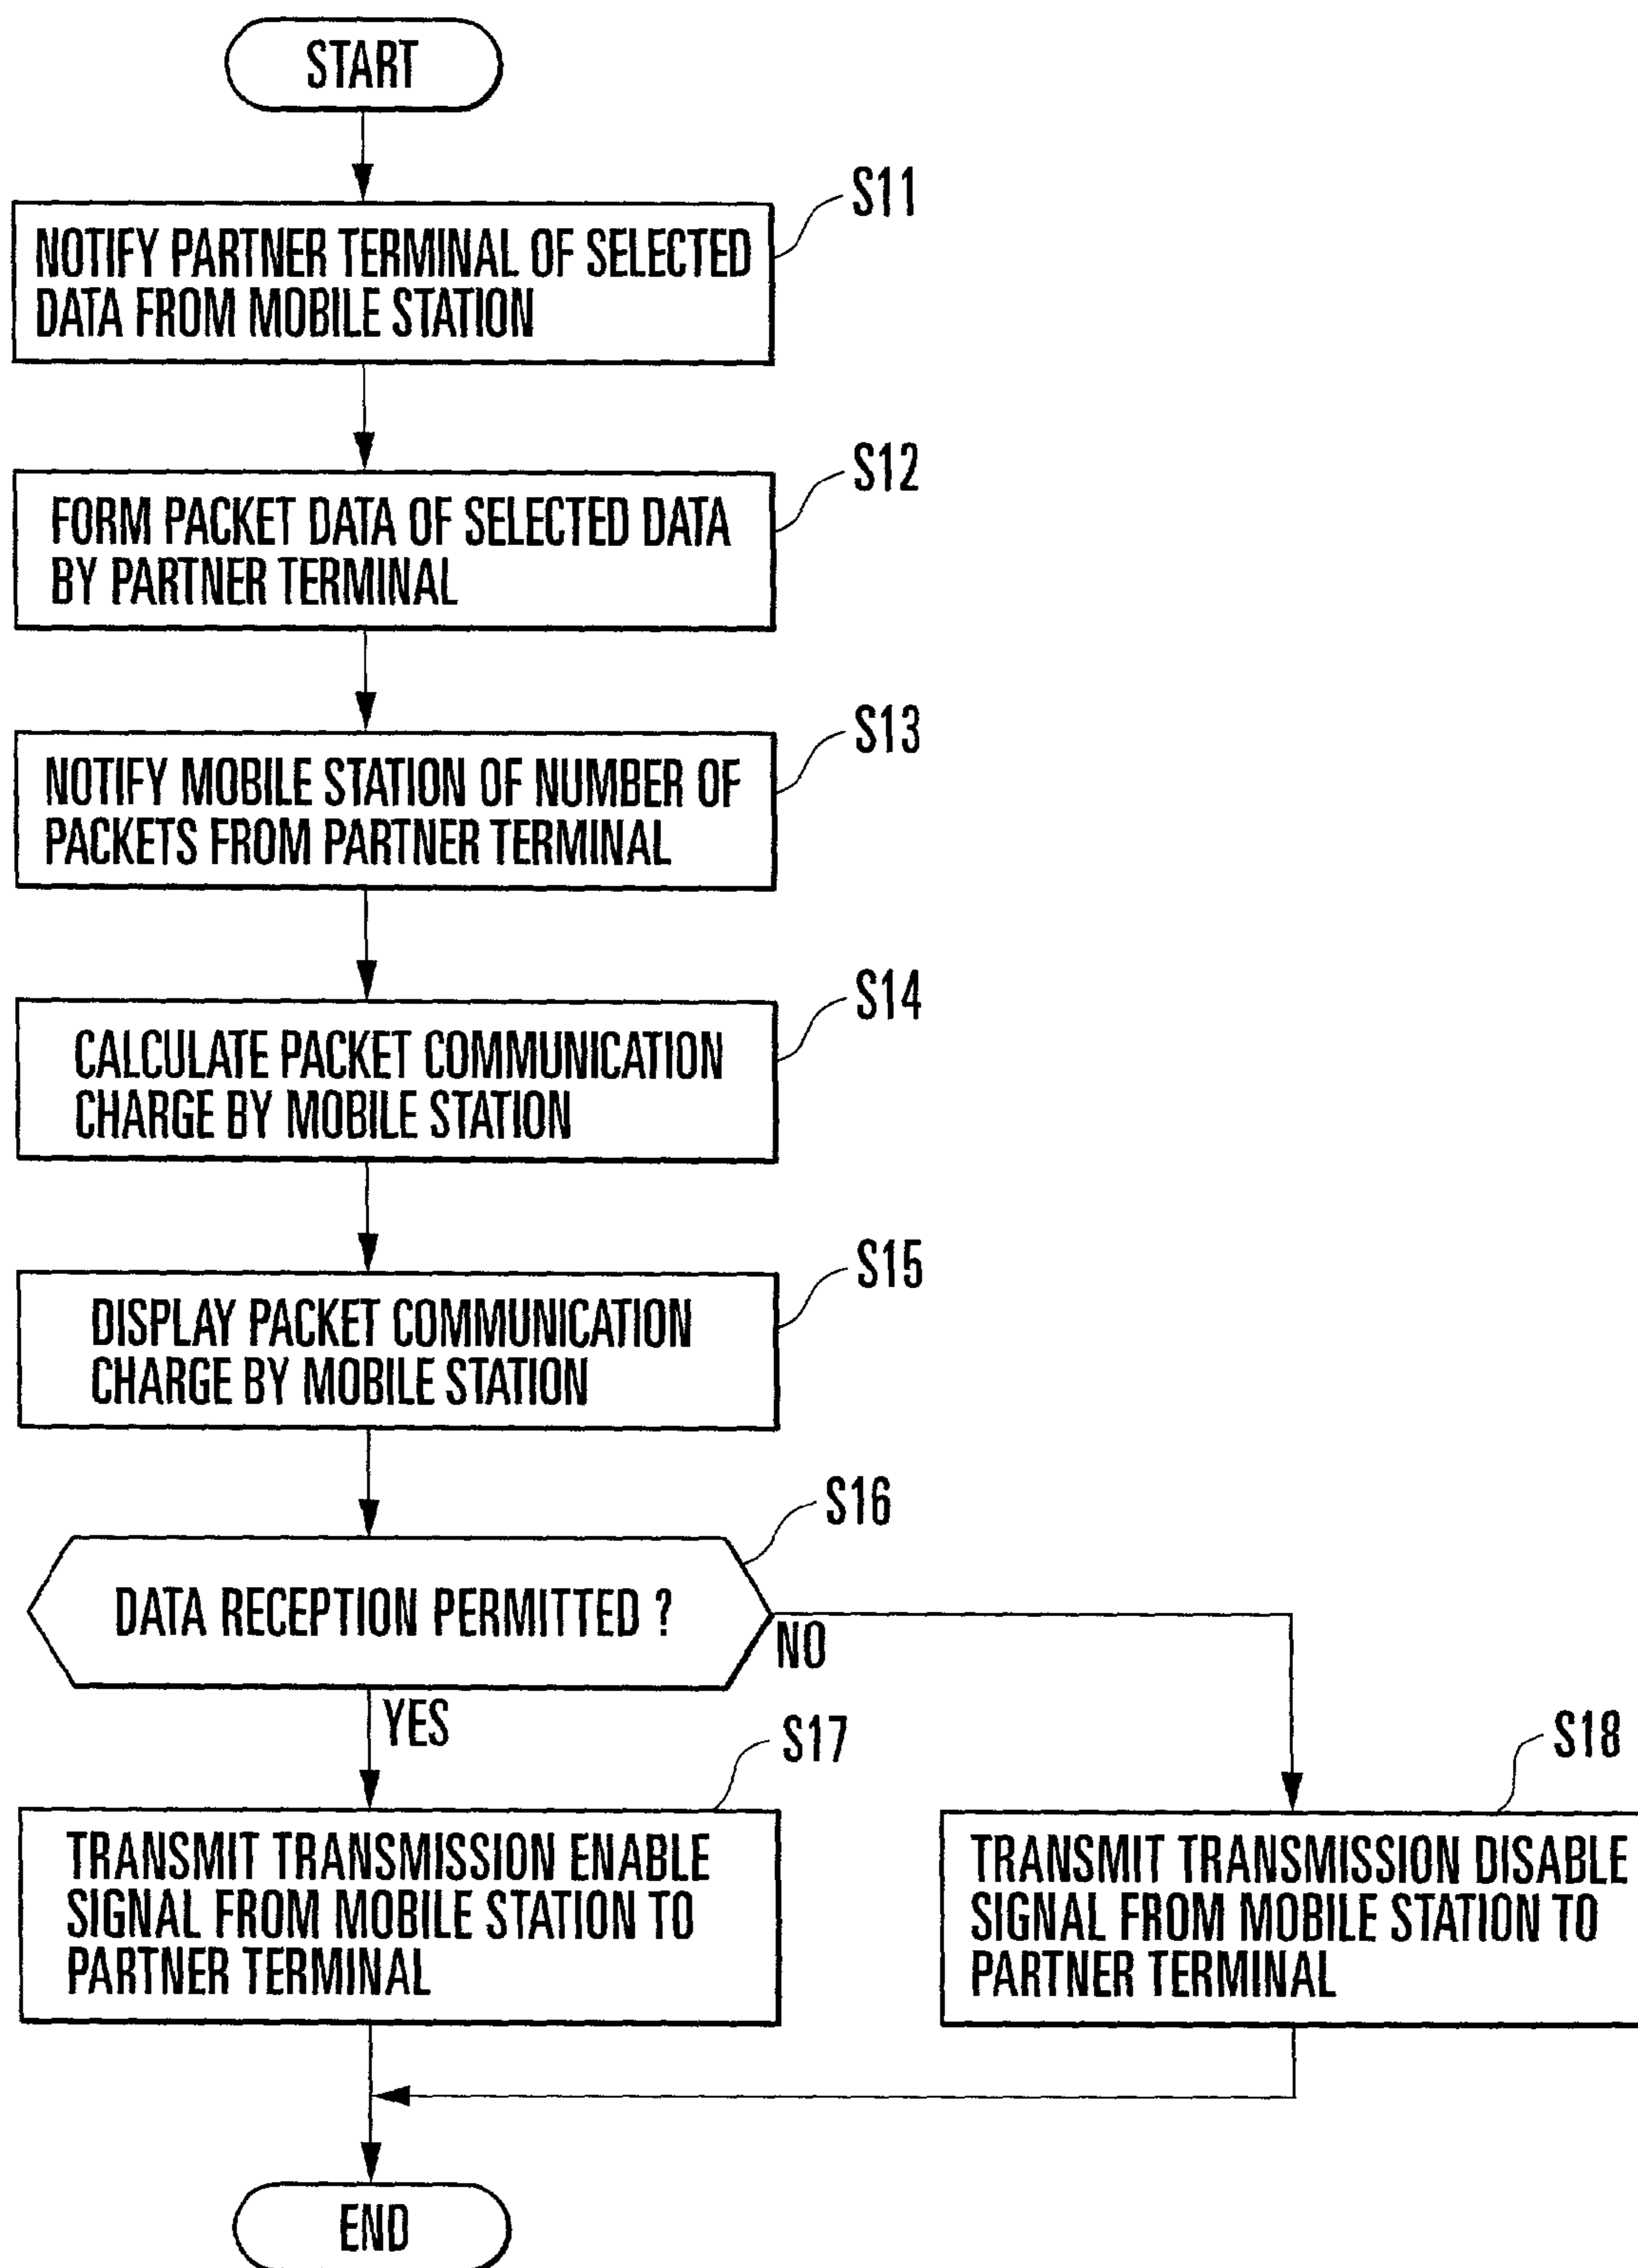 START
S11
NOTIFY PARTNER TERMINAL OF SELECTED
DATA FROM MOBILE STATION
S12
FORM PACKET DATA OF SELECTED DATA
BY PARTNER TERMINAL
S13
NOTIFY MOBILE STATION OF NUMBER OF
PACKETS FROM PARTNER TERMINAL
S14
CALCULATE PACKET COMMUNICATION
CHARGE BY MOBILE STATION
S15
DISPLAY PACKET COMMUNICATION
CHARGE BY MOBILE STATION
S16
DATA RECEPTION PERMITTED ?
NO
YES
S17
TRANSMIT TRANSMISSION ENABLE
SIGNAL FROM MOBILE STATION TO
PARTNER TERMINAL
S18
TRANSMIT TRANSMISSION DISABLE
SIGNAL FROM MOBILE STATION TO
PARTNER TERMINAL
END